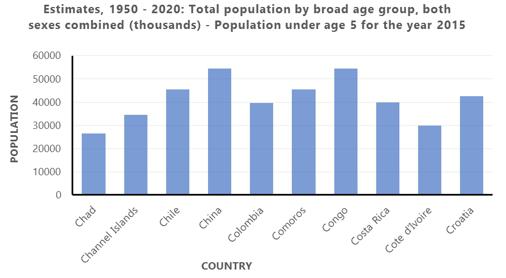 Estimates, 1950 - 2020: Total population by broad age group, both
sexes combined (thousands) - Population under age 5 for the year 2015
POPULATION
60000
50000
40000
30000
20000
10000
0
Chad
Channel Islands
Chile
China
Colombia
Comoros
Congo
Costa Rica
Cote d'Ivoire
Croatia
COUNTRY